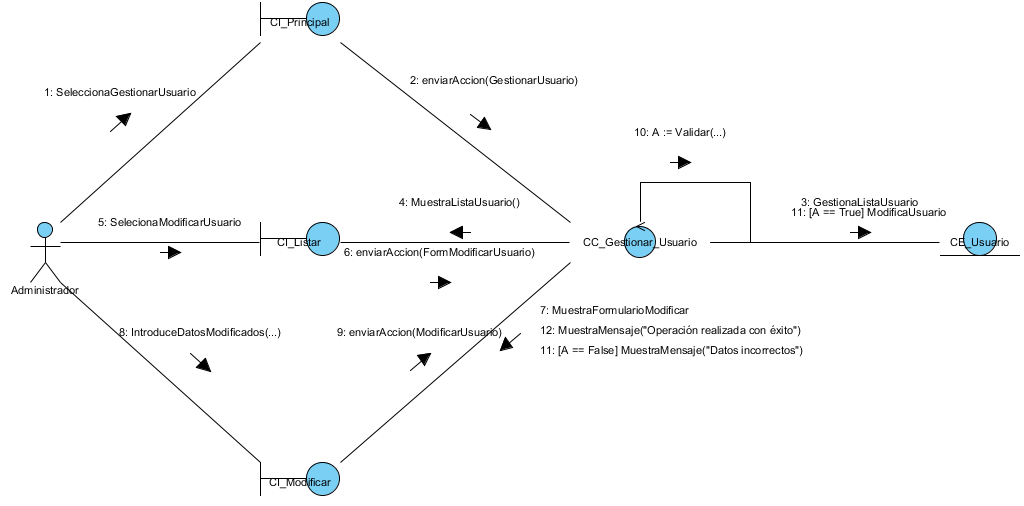 CI_Principal
1: SeleccionaGestionarUsuario
2: enviarAccion(GestionarUsuario)
10: A := Validar(...)
4: MuestraListaUsuario()
3: GestionaListaUsuario
11: [A == True] ModificaUsuario
5: SelecionaModificarUsuario
CI_Listar
CC_Gestionar_Usuario
CE_Usuario
6: enviarAccion(FormModificarUsuario)
Administrador
7: MuestraFormularioModificar
8: IntroduceDatosModificados(...)
9: enviarAccion(ModificarUsuario)
12: MuestraMensaje("Operación realizada con éxito")
11: [A == False] MuestraMensaje("Datos incorrectos")
CI_Modificar